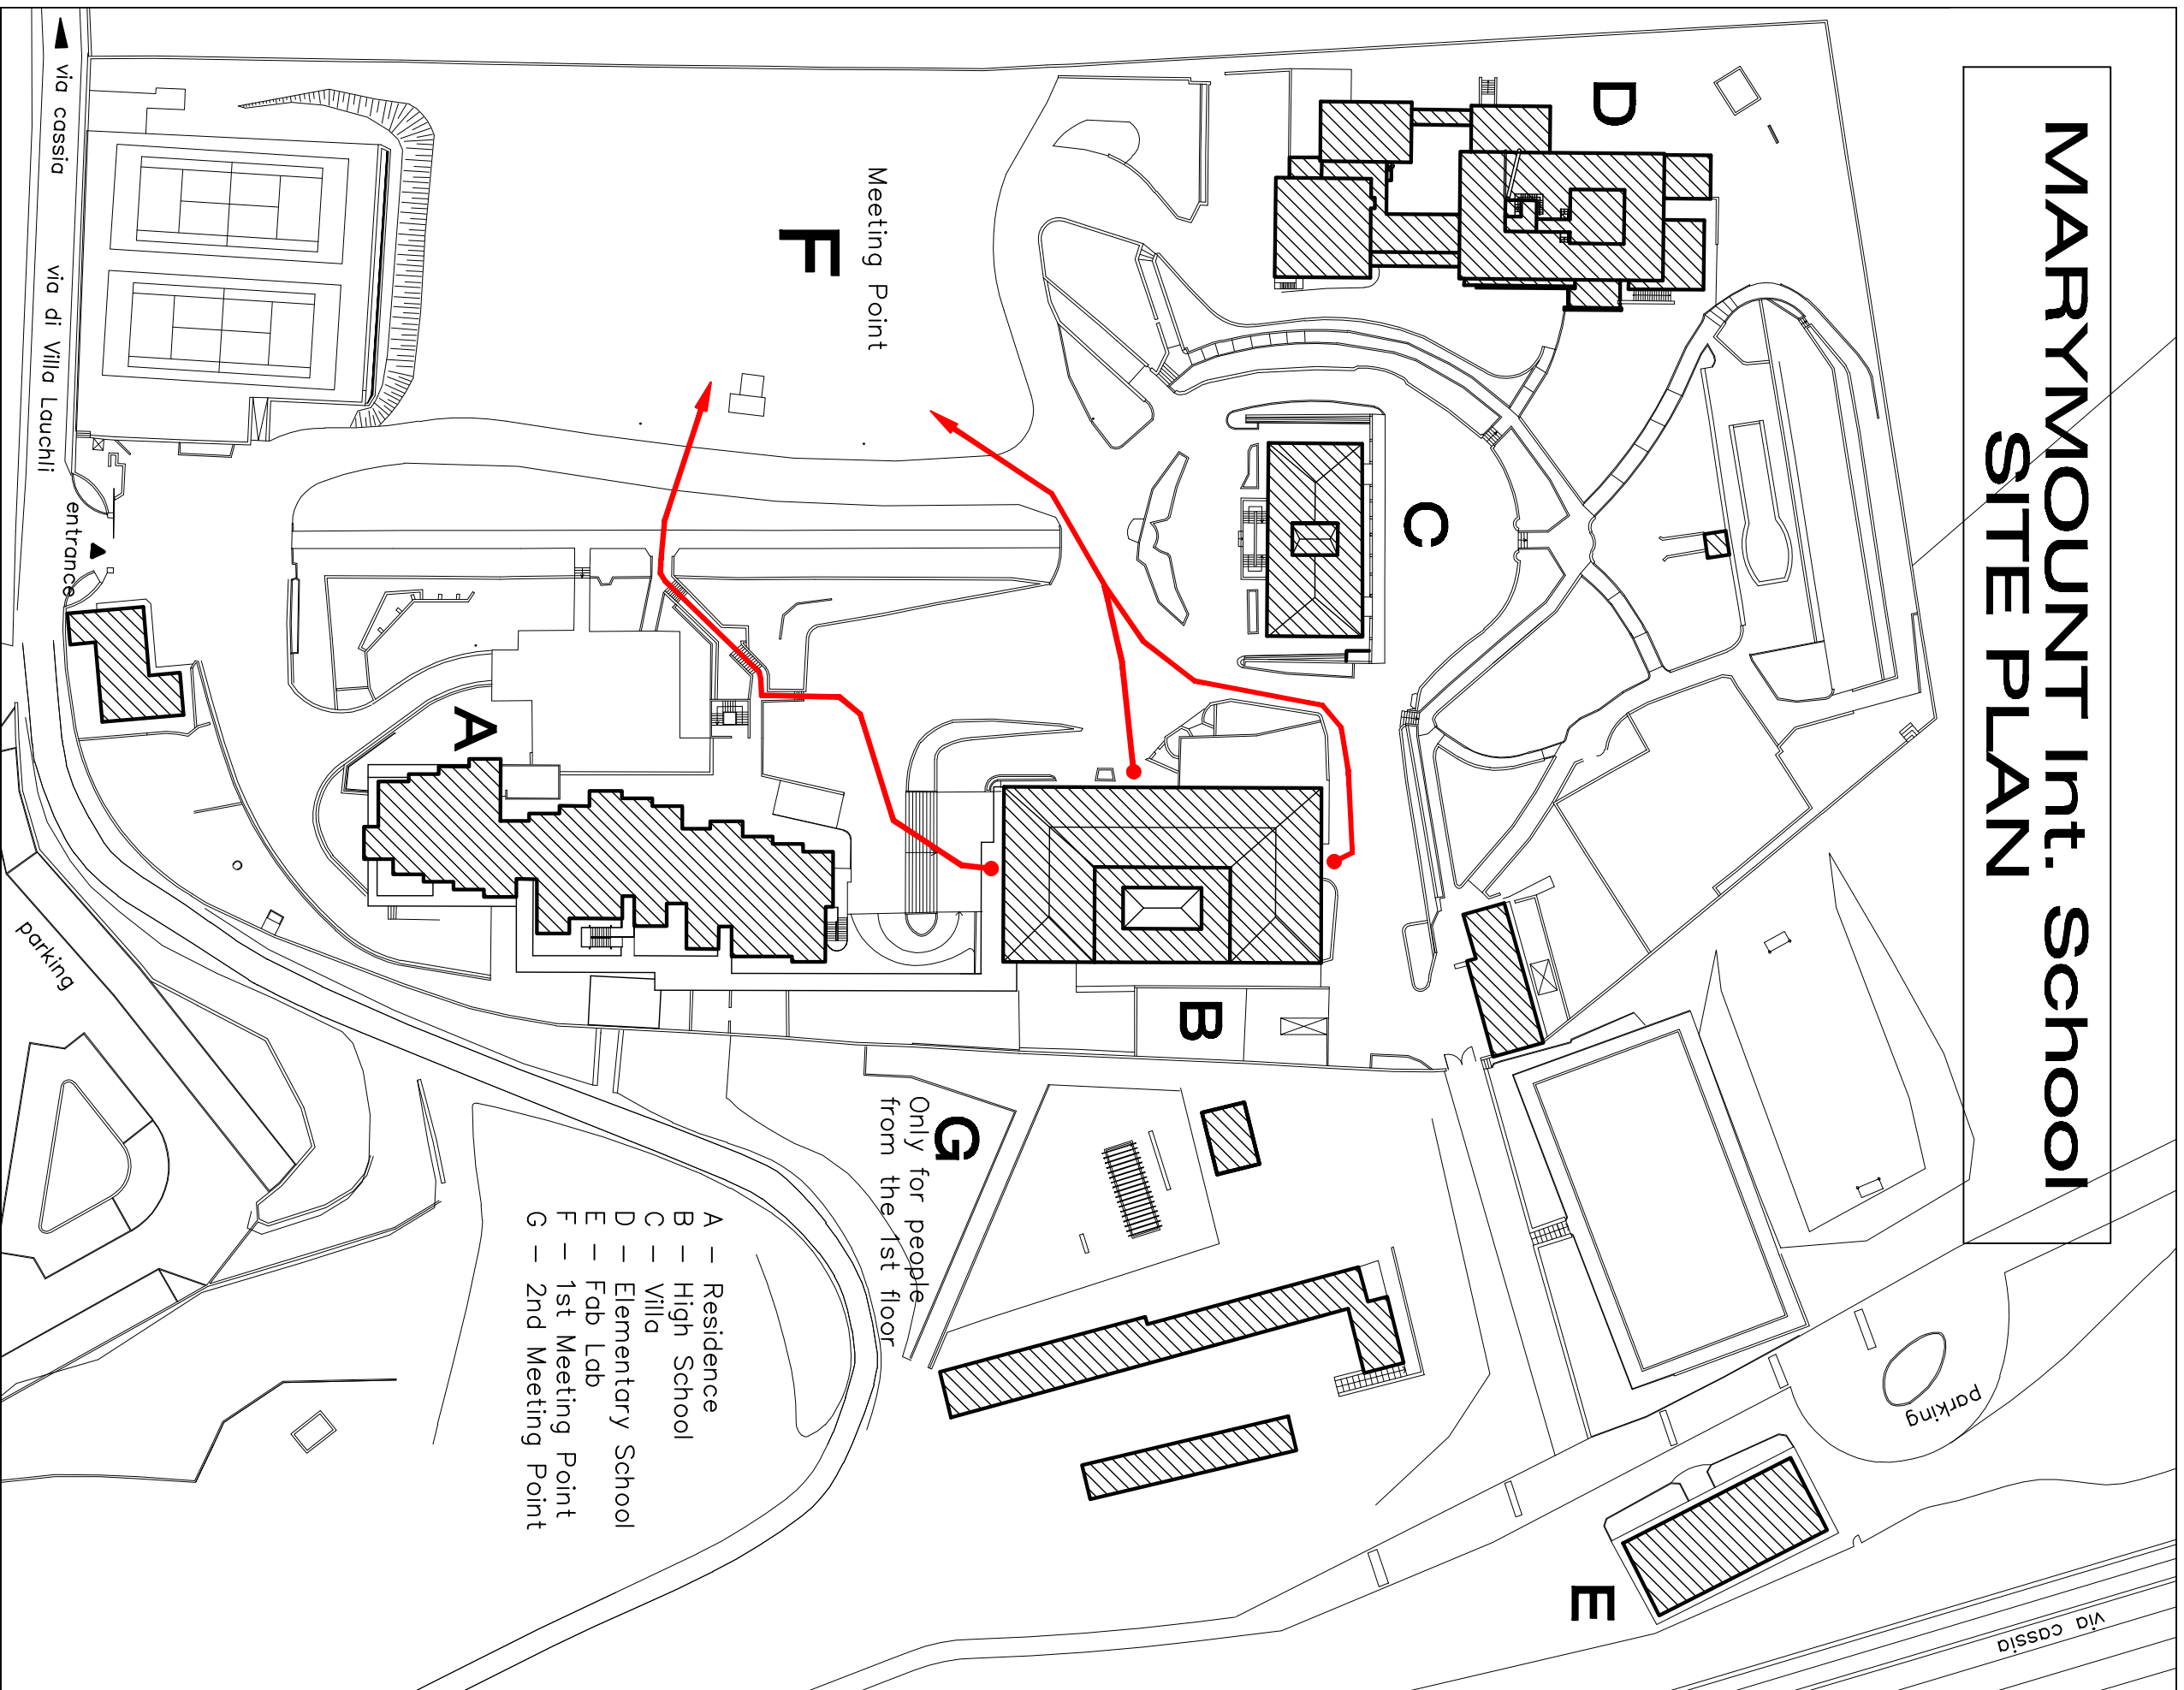 MARYMOUNT Int. School
SITE PLAN
D
C
Meeting Point
F
via cassia
via di Villa Lauchli
entrance
A
B
G
Only for people
from the 1st floor
A - Residence
B - High School
C - Villa
D - Elementary School
E - Fab Lab
F - 1st Meeting Point
G - 2nd Meeting Point
parking
parking
E
via cassia